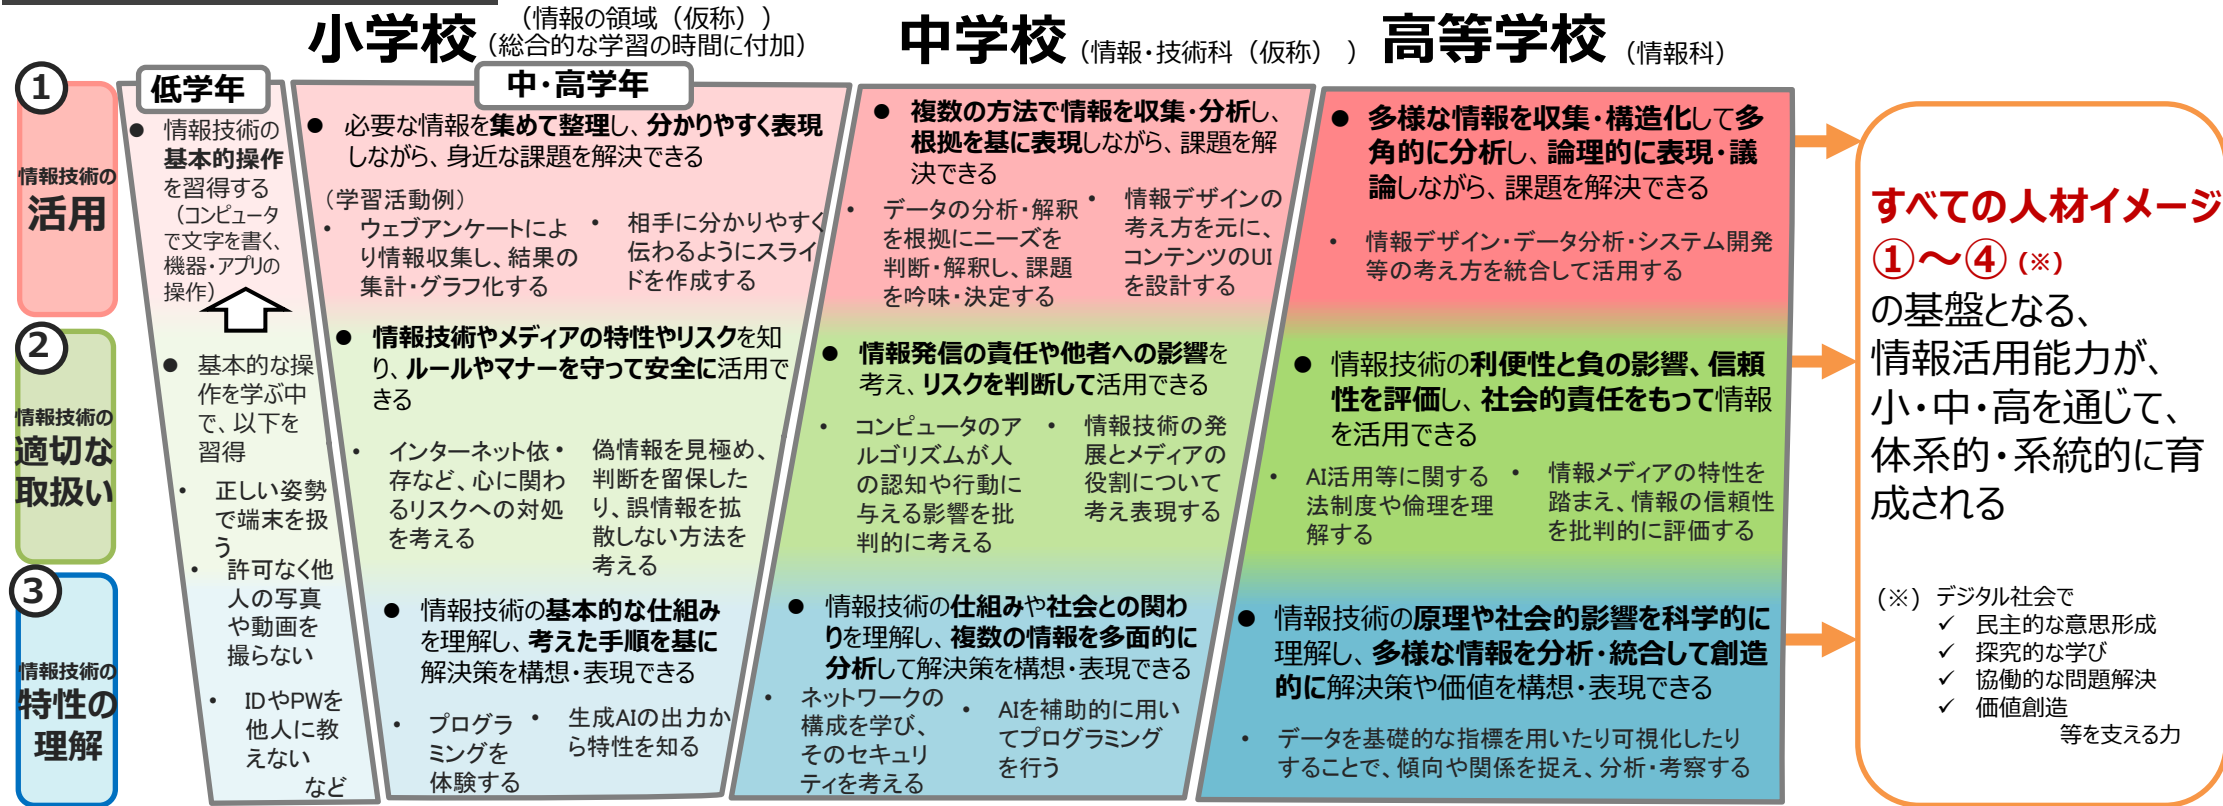 小学校
（情報の領域（仮称））
（総合的な学習の時間に付加）
中学校
（情報・技術科（仮称））
高等学校
（情報科）
①
情報技術の
活用
②
情報技術の
適切な
取扱い
③
情報技術の
特性の
理解
低学年
● 情報技術の
基本的操作
を習得する
（コンピュータ
で文字を書く、
機器・アプリの
操作）
● 基本的な操
作を学ぶ中
で、以下を
習得
• 正しい姿勢
で端末を扱
う
• 許可なく他
人の写真
や動画を
撮らない
• IDやPWを
他人に教
えない
など
中・高学年
● 必要な情報を集めて整理し、分かりやすく表現
しながら、身近な課題を解決できる
（学習活動例）
• ウェブアンケートによ
り情報収集し、結果の
集計・グラフ化する
• 相手に分かりやすく
伝わるようにスライ
ドを作成する
● 情報技術やメディアの特性やリスクを知
り、ルールやマナーを守って安全に活用で
きる
• インターネット依
存など、心に関わ
るリスクへの対処
を考える
• 偽情報を見極め、
判断を留保した
り、誤情報を拡
散しない方法を
考える
● 情報技術の基本的な仕組み
を理解し、考えた手順を基に
解決策を構想・表現できる
• プログラ
ミングを
体験する
• 生成AIの出力か
ら特性を知る
● 複数の方法で情報を収集・分析し、
根拠を基に表現しながら、課題を解
決できる
• データの分析・解釈
を根拠にニーズを
判断・解釈し、課題
を吟味・決定する
• 情報デザインの
考え方を元に、
コンテンツのUI
を設計する
● 情報発信の責任や他者への影響を
考え、リスクを判断して活用できる
• コンピュータのア
ルゴリズムが人
の認知や行動に
与える影響を批
判的に考える
• 情報技術の発
展とメディアの
役割について
考え表現する
● 情報技術の仕組みや社会との関わ
りを理解し、複数の情報を多面的に
分析して解決策を構想・表現できる
• ネットワークの
構成を学び、
そのセキュリ
ティを考える
• AIを補助的に用い
てプログラミング
を行う
● 多様な情報を収集・構造化して多
角的に分析し、論理的に表現・議
論しながら、課題を解決できる
• 情報デザイン・データ分析・システム開発
等の考え方を統合して活用する
● 情報技術の利便性と負の影響、信頼
性を評価し、社会的責任をもって情報
を活用できる
• AI活用等に関する
法制度や倫理を理
解する
• 情報メディアの特性を
踏まえ、情報の信頼性
を批判的に評価する
● 情報技術の原理や社会的影響を科学的に
理解し、多様な情報を分析・統合して創造
的に解決策や価値を構想・表現できる
• データを基礎的な指標を用いたり可視化したり
することで、傾向や関係を捉え、分析・考察する
すべての人材イメージ
①～④（※）
の基盤となる、
情報活用能力が、
小・中・高を通じて、
体系的・系統的に育
成される
（※）デジタル社会で
✓ 民主的な意思形成
✓ 探究的な学び
✓ 協働的な問題解決
✓ 価値創造
等を支える力